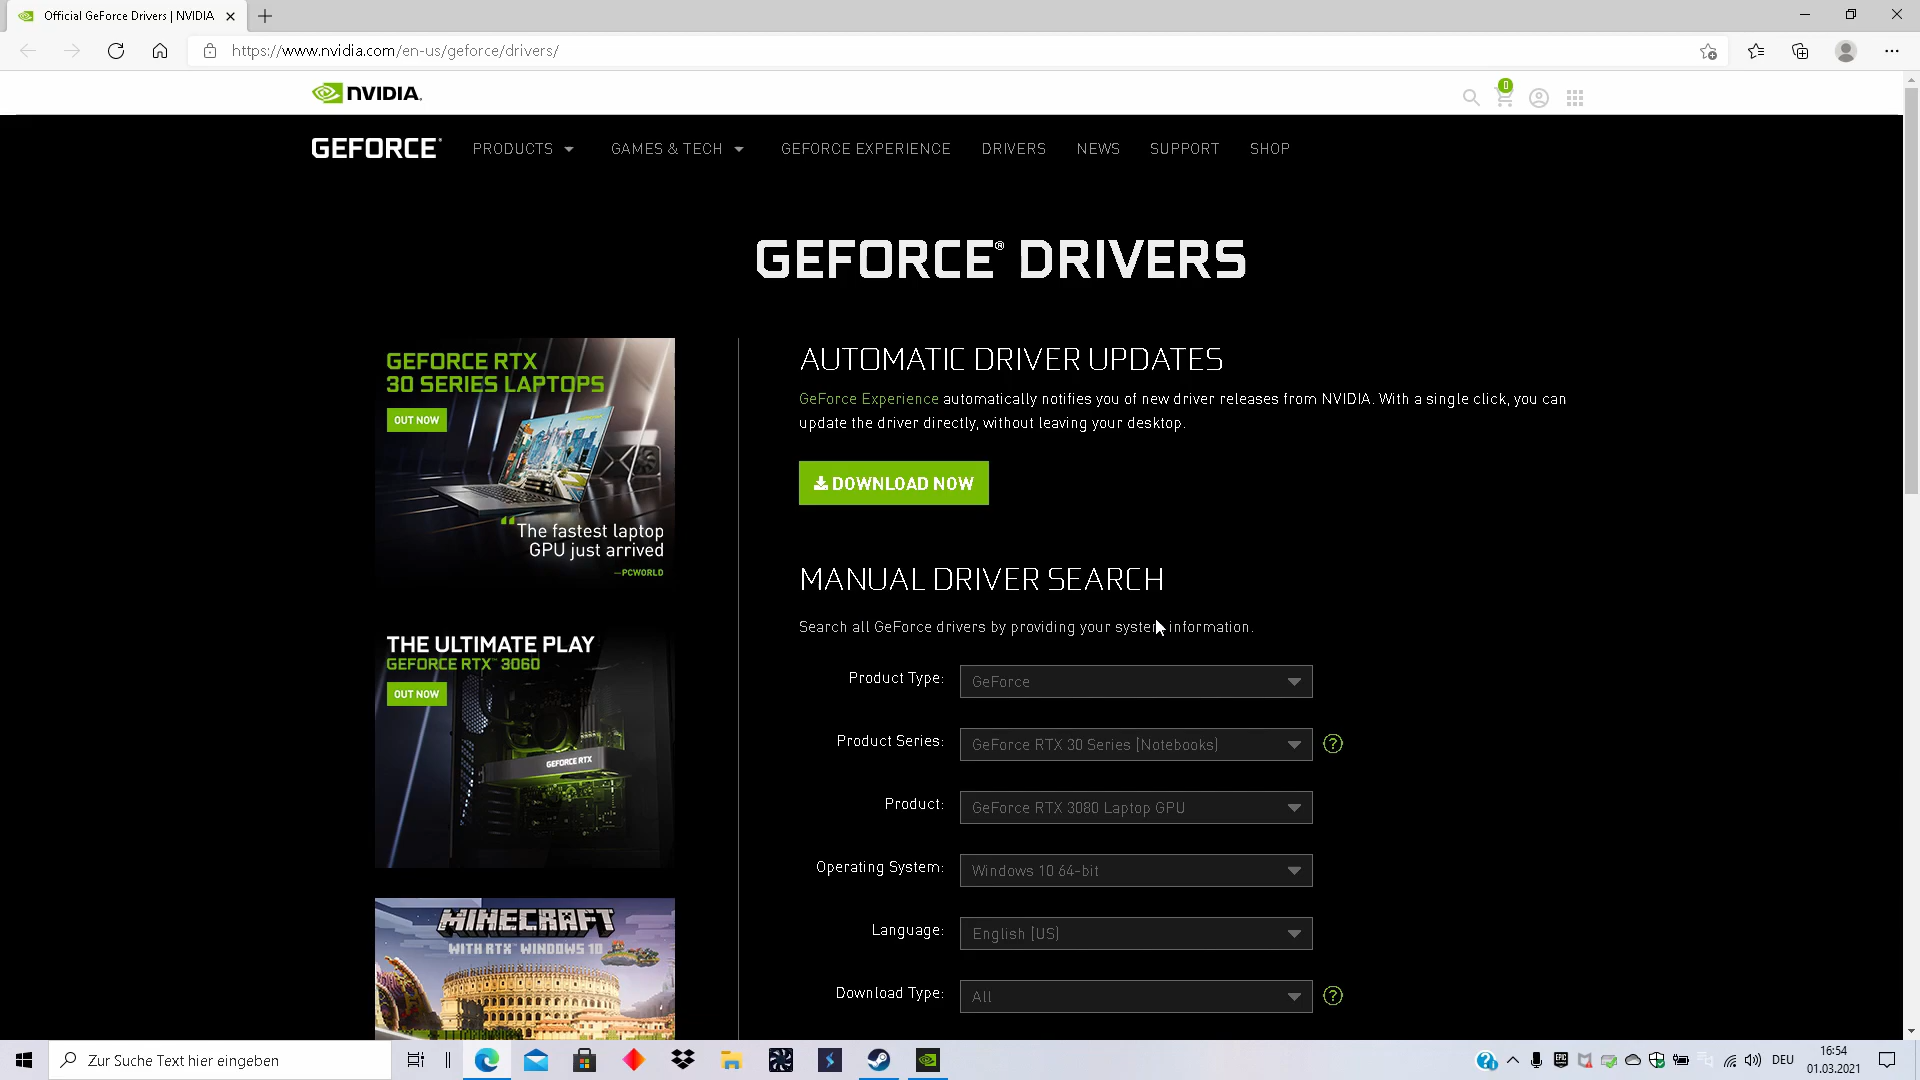 Official GeForce Drivers | NVIDIA
https://www.nvidia.com/en-us/geforce/drivers/
NVIDIA.
0
GEFORCE®
PRODUCTS
GAMES & TECH
GEFORCE EXPERIENCE
DRIVERS
NEWS
SUPPORT
SHOP
GEFORCE® DRIVERS
GEFORCE RTX
30 SERIES LAPTOPS
OUT NOW
“The fastest laptop
GPU just arrived
—PCWORLD
THE ULTIMATE PLAY
GEFORCE RTX™ 3060
OUT NOW
GEFORCE RTX
MINECRAFT
WITH RTX™ WINDOWS 10
AUTOMATIC DRIVER UPDATES
GeForce Experience automatically notifies you of new driver releases from NVIDIA. With a single click, you can
update the driver directly, without leaving your desktop.
DOWNLOAD NOW
MANUAL DRIVER SEARCH
Search all GeForce drivers by providing your system information.
Product Type: GeForce
Product Series: GeForce RTX 30 Series (Notebooks) ?
Product: GeForce RTX 3080 Laptop GPU
Operating System: Windows 10 64-bit
Language: English (US)
Download Type: All ?
Zur Suche Text hier eingeben
DEU
16:54
01.03.2021